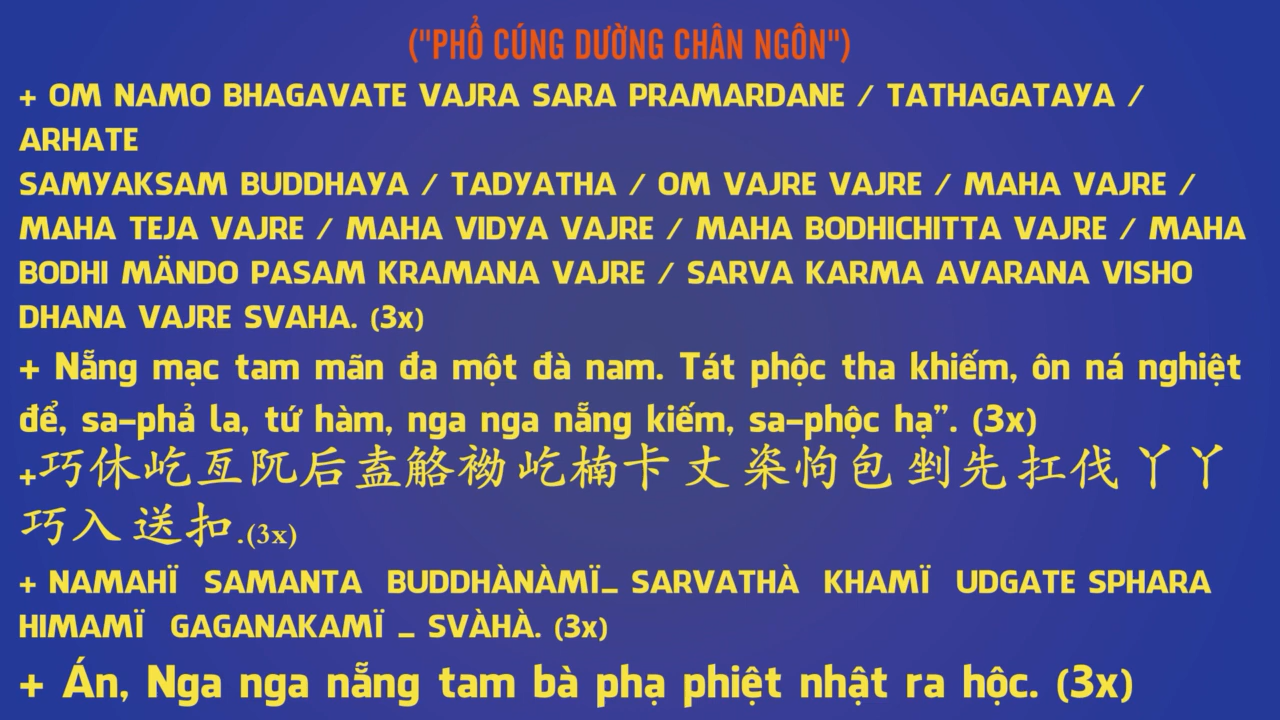 ("PHỔ CÚNG DƯỜNG CHÂN NGÔN")
+ OM NAMO BHAGAVATE VAJRA SARA PRAMARDANE / TATHAGATAYA /
ARHATE
SAMYAKSAM BUDDHAYA / TADYATHA / OM VAJRE VAJRE / MAHA VAJRE /
MAHA TEJA VAJRE / MAHA VIDYA VAJRE / MAHA BODHICHITTA VAJRE / MAHA
BODHI MÄNDO PASAM KRAMANA VAJRE / SARVA KARMA AVARANA VISHO
DHANA VAJRE SVAHA. (3x)
+ Nẵng mạc tam mãn đa một đà nam. Tát phộc tha khiếm, ôn ná nghiệt
để, sa-phả la, tứ hàm, nga nga nẵng kiếm, sa-phộc hạ”. (3x)
+巧休屹亙阢后盍觡袎屹楠卡丈 栥怐包 剉先扛伐丫丫
巧入送扣.(3x)
+ NAMAHÏ SAMANTA BUDDHÀNÀMÏ_ SARVATHÀ KHAMÏ UDGATE SPHARA
HIMAMÏ GAGANAKAMÏ _ SVÀHÀ. (3x)
+ Án, Nga nga nẵng tam bà phạ phiệt nhật ra hộc. (3x)